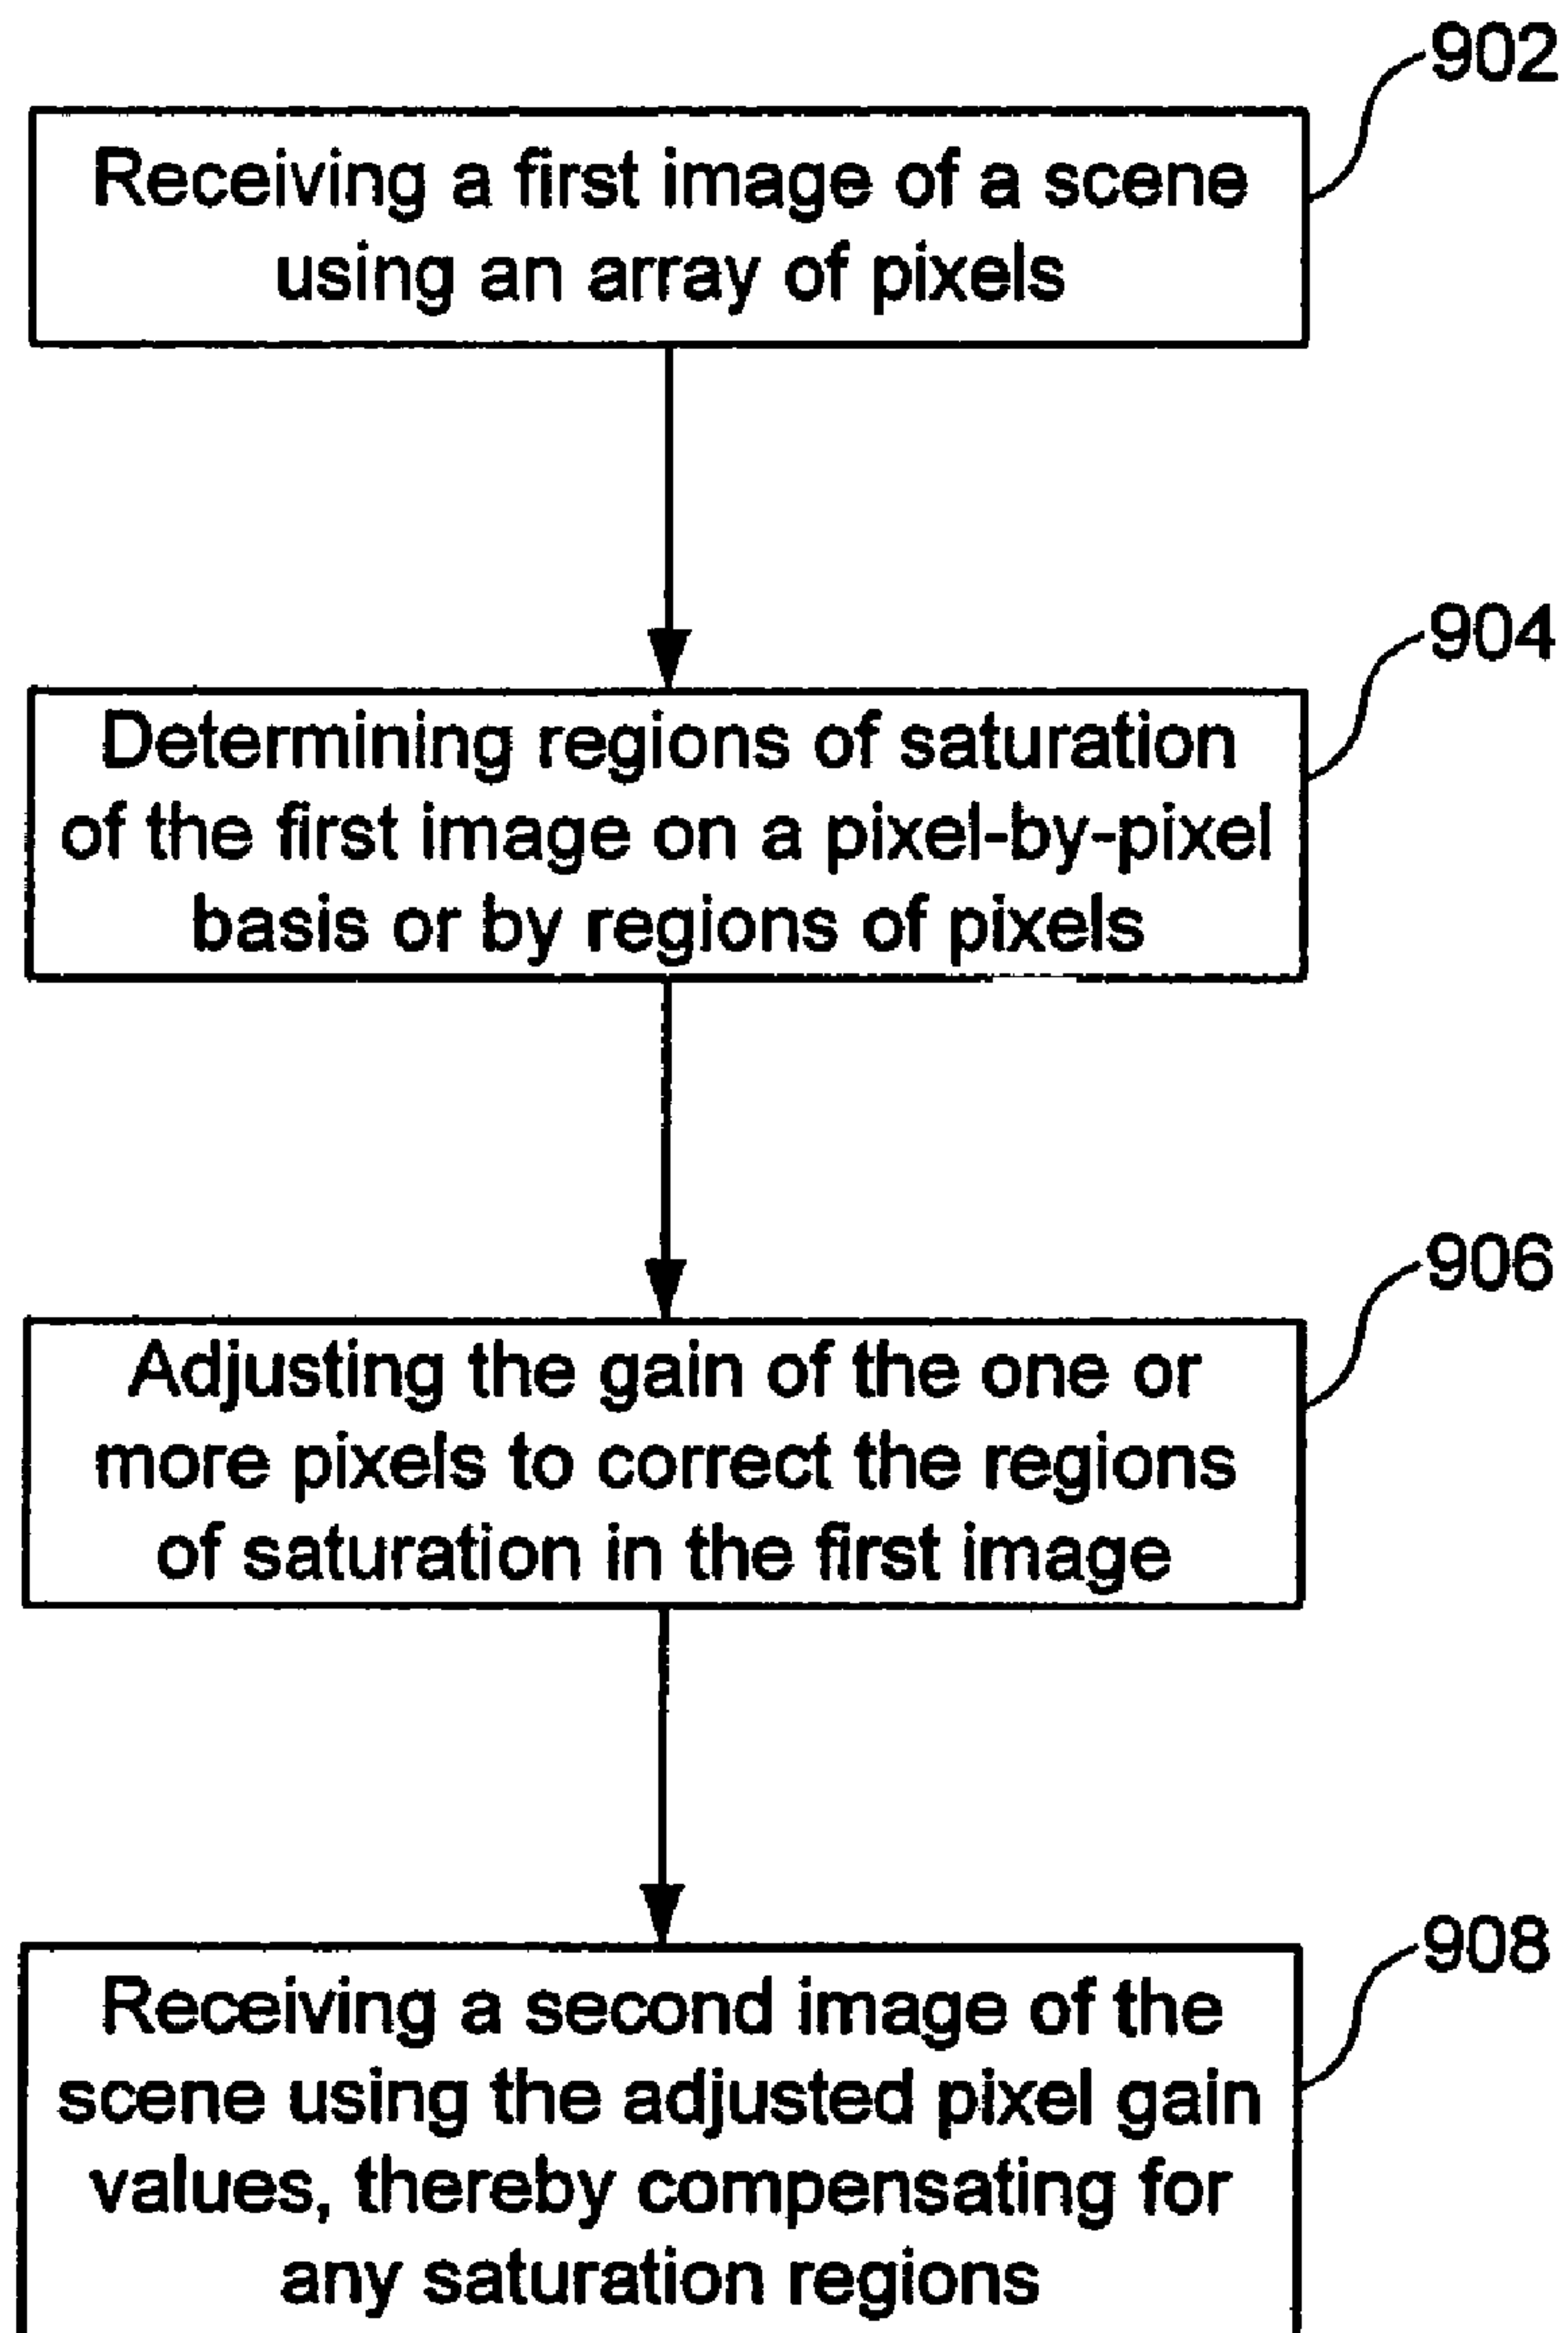 902
Receiving a first image of a scene
using an array of pixels
904
Determining regions of saturation
of the first image on a pixel-by-pixel
basis or by regions of pixels
906
Adjusting the gain of the one or
more pixels to correct the regions
of saturation in the first image
908
Receiving a second image of the
scene using the adjusted pixel gain
values, thereby compensating for
any saturation regions